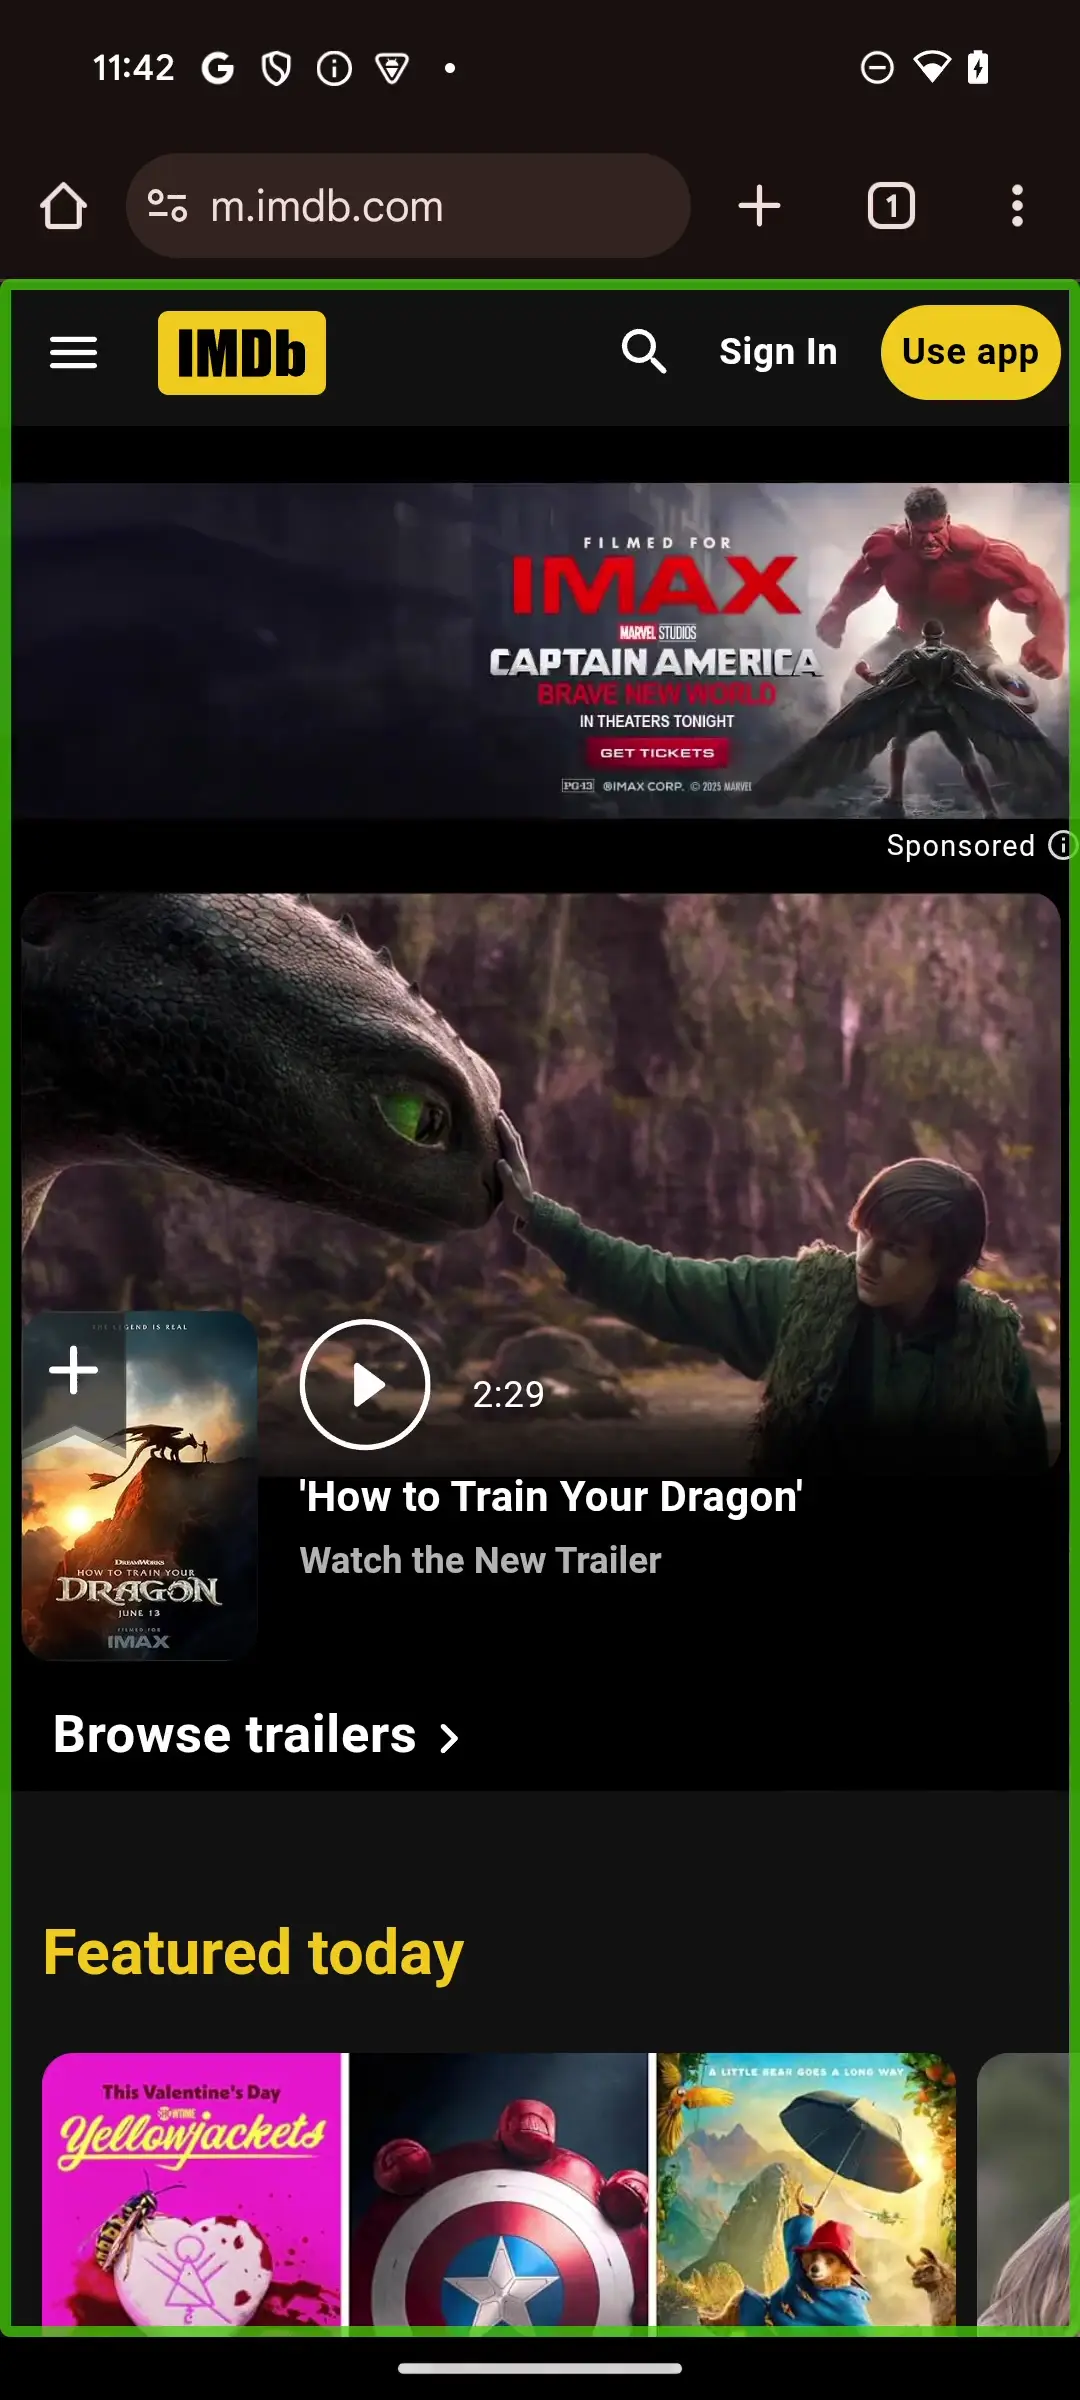 11:42
m.imdb.com
1
IMDb
Sign In
Use app
FILMED FOR
IMAX
MARVEL STUDIOS
CAPTAIN AMERICA
BRAVE NEW WORLD
IN THEATERS TONIGHT
GET TICKETS
PG-13 ®IMAX CORP. © 2025 MARVEL
Sponsored
THE LEGEND IS REAL
DREAMWORKS
HOW TO TRAIN YOUR
DRAGON
JUNE 13
FILMED FOR
IMAX
2:29
'How to Train Your Dragon'
Watch the New Trailer
Browse trailers
Featured today
This Valentine's Day
SHOWTIME
Yellowjackets
A LITTLE BEAR GOES A LONG WAY